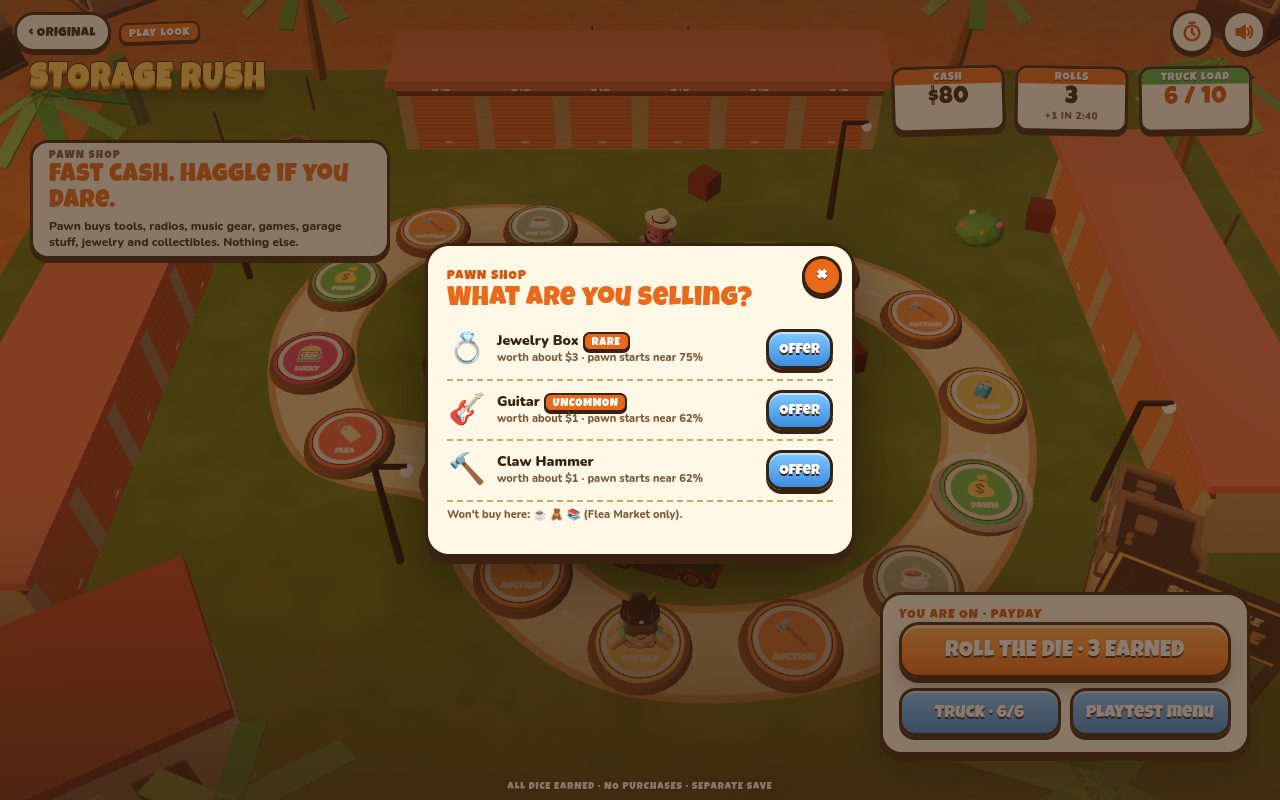 ‹ ORIGINAL
PLAY LOOK
STORAGE RUSH
CASH
$80
ROLLS
3
+1 IN 2:40
TRUCK LOAD
6 / 10
PAWN SHOP
FAST CASH. HAGGLE IF YOU
DARE.
Pawn buys tools, radios, music gear, games, garage
stuff, jewelry and collectibles. Nothing else.
AUCTION
PAWN
AUCTION
LUCKY
FLEA
PAWN
AUCTION
PAYDAY
AUCTION
PAWN SHOP
WHAT ARE YOU SELLING?
✖
Jewelry Box RARE
worth about $3 · pawn starts near 75%
OFFER
Guitar UNCOMMON
worth about $1 · pawn starts near 62%
OFFER
Claw Hammer
worth about $1 · pawn starts near 62%
OFFER
Won't buy here: ☕ 🧸 📚 (Flea Market only).
YOU ARE ON · PAYDAY
ROLL THE DIE · 3 EARNED
TRUCK · 6/6
PLAYTEST MENU
ALL DICE EARNED · NO PURCHASES · SEPARATE SAVE